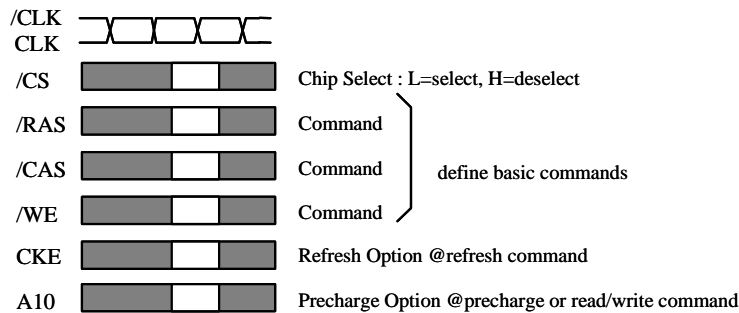 /CLK
CLK
/CS Chip Select : L=select, H=deselect
/RAS Command
/CAS Command define basic commands
/WE Command
CKE Refresh Option @refresh command
A10 Precharge Option @precharge or read/write command